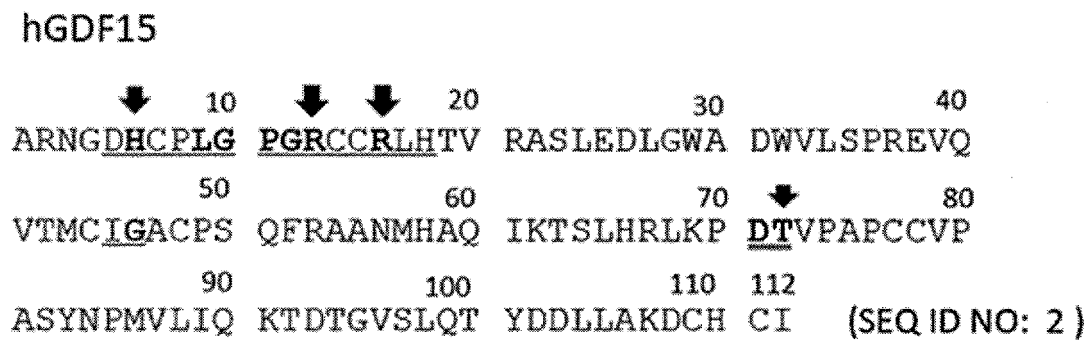 hGDF15
10 20 30 40
ARNGDHCPLG PGRCCRLHTV RASLEDLGWA DWVLSPREVQ
50 60 70 80
VTMCIGACPS QFRAANMHAQ IKTSLHRLKP DTVPAPCCVP
90 100 110 112
ASYNPMVLIQ KTDTGVSLQT YDDLLAKDCH CI (SEQ ID NO: 2 )